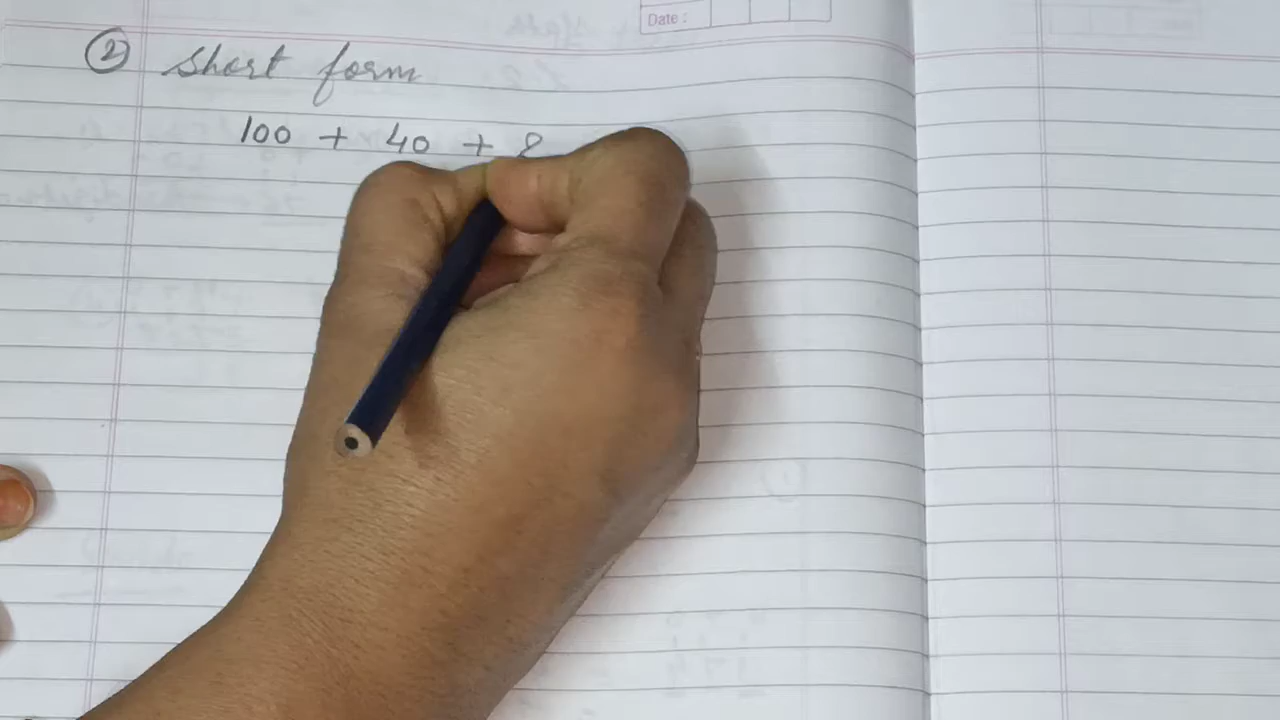 Date :
② Short form
100 + 40 + 8